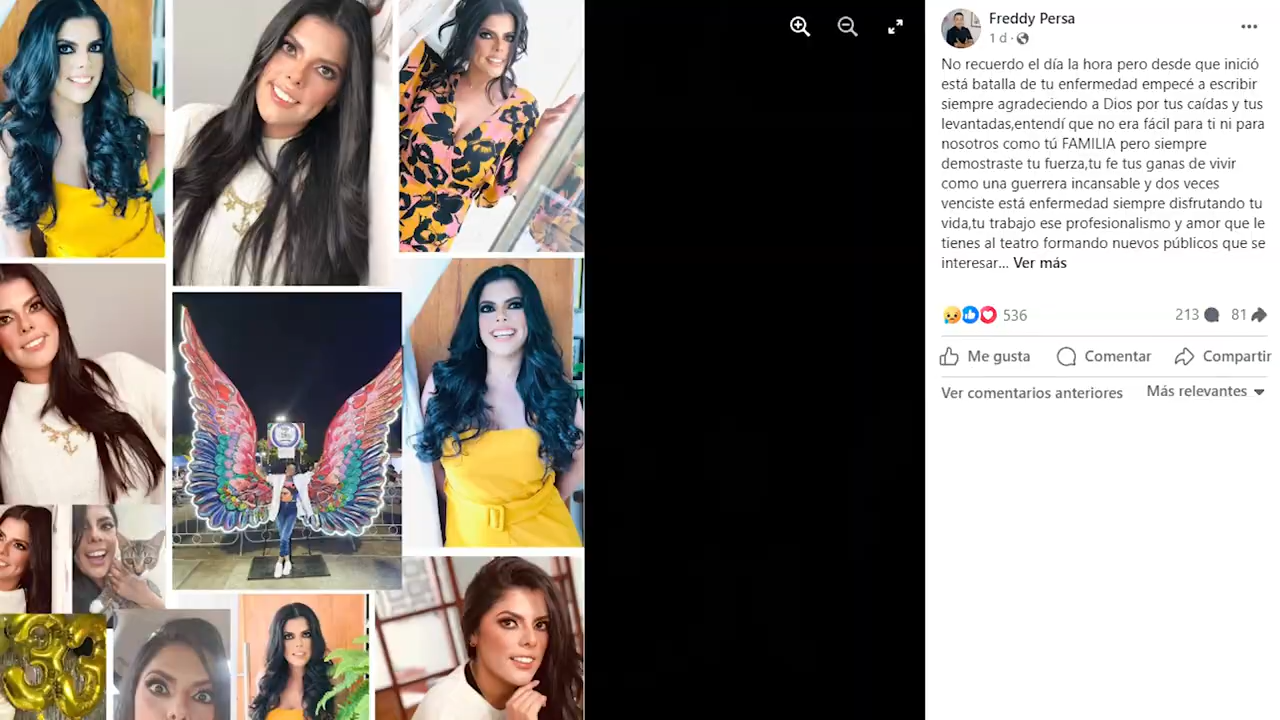 Freddy Persa
1 d ·
No recuerdo el día la hora pero desde que inició
está batalla de tu enfermedad empecé a escribir
siempre agradeciendo a Dios por tus caídas y tus
levantadas,entendí que no era fácil para ti ni para
nosotros como tú FAMILIA pero siempre
demostraste tu fuerza,tu fe tus ganas de vivir
como una guerrera incansable y dos veces
venciste está enfermedad siempre disfrutando tu
vida,tu trabajo ese profesionalismo y amor que le
tienes al teatro formando nuevos públicos que se
interesar... Ver más
536 213 81
Me gusta Comentar Compartir
Ver comentarios anteriores Más relevantes